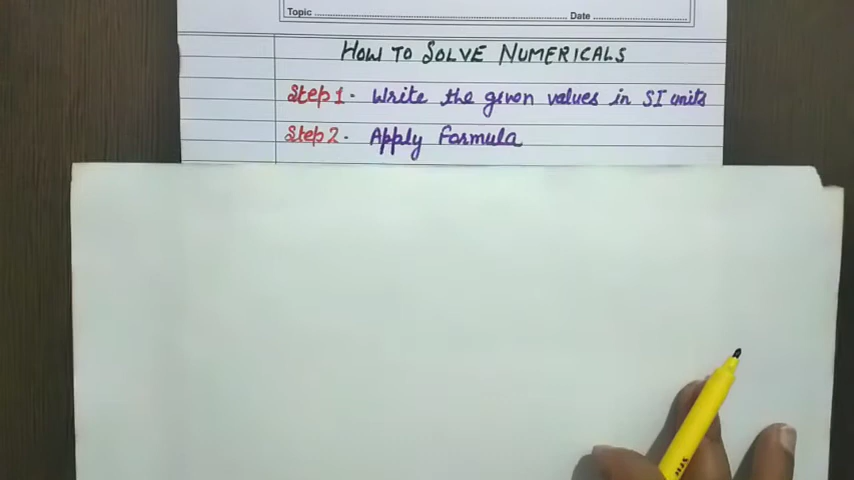 Topic ........................ Date ................
HOW TO SOLVE NUMERICALS
Step 1 - Write the given values in SI units
Step 2 - Apply Formula